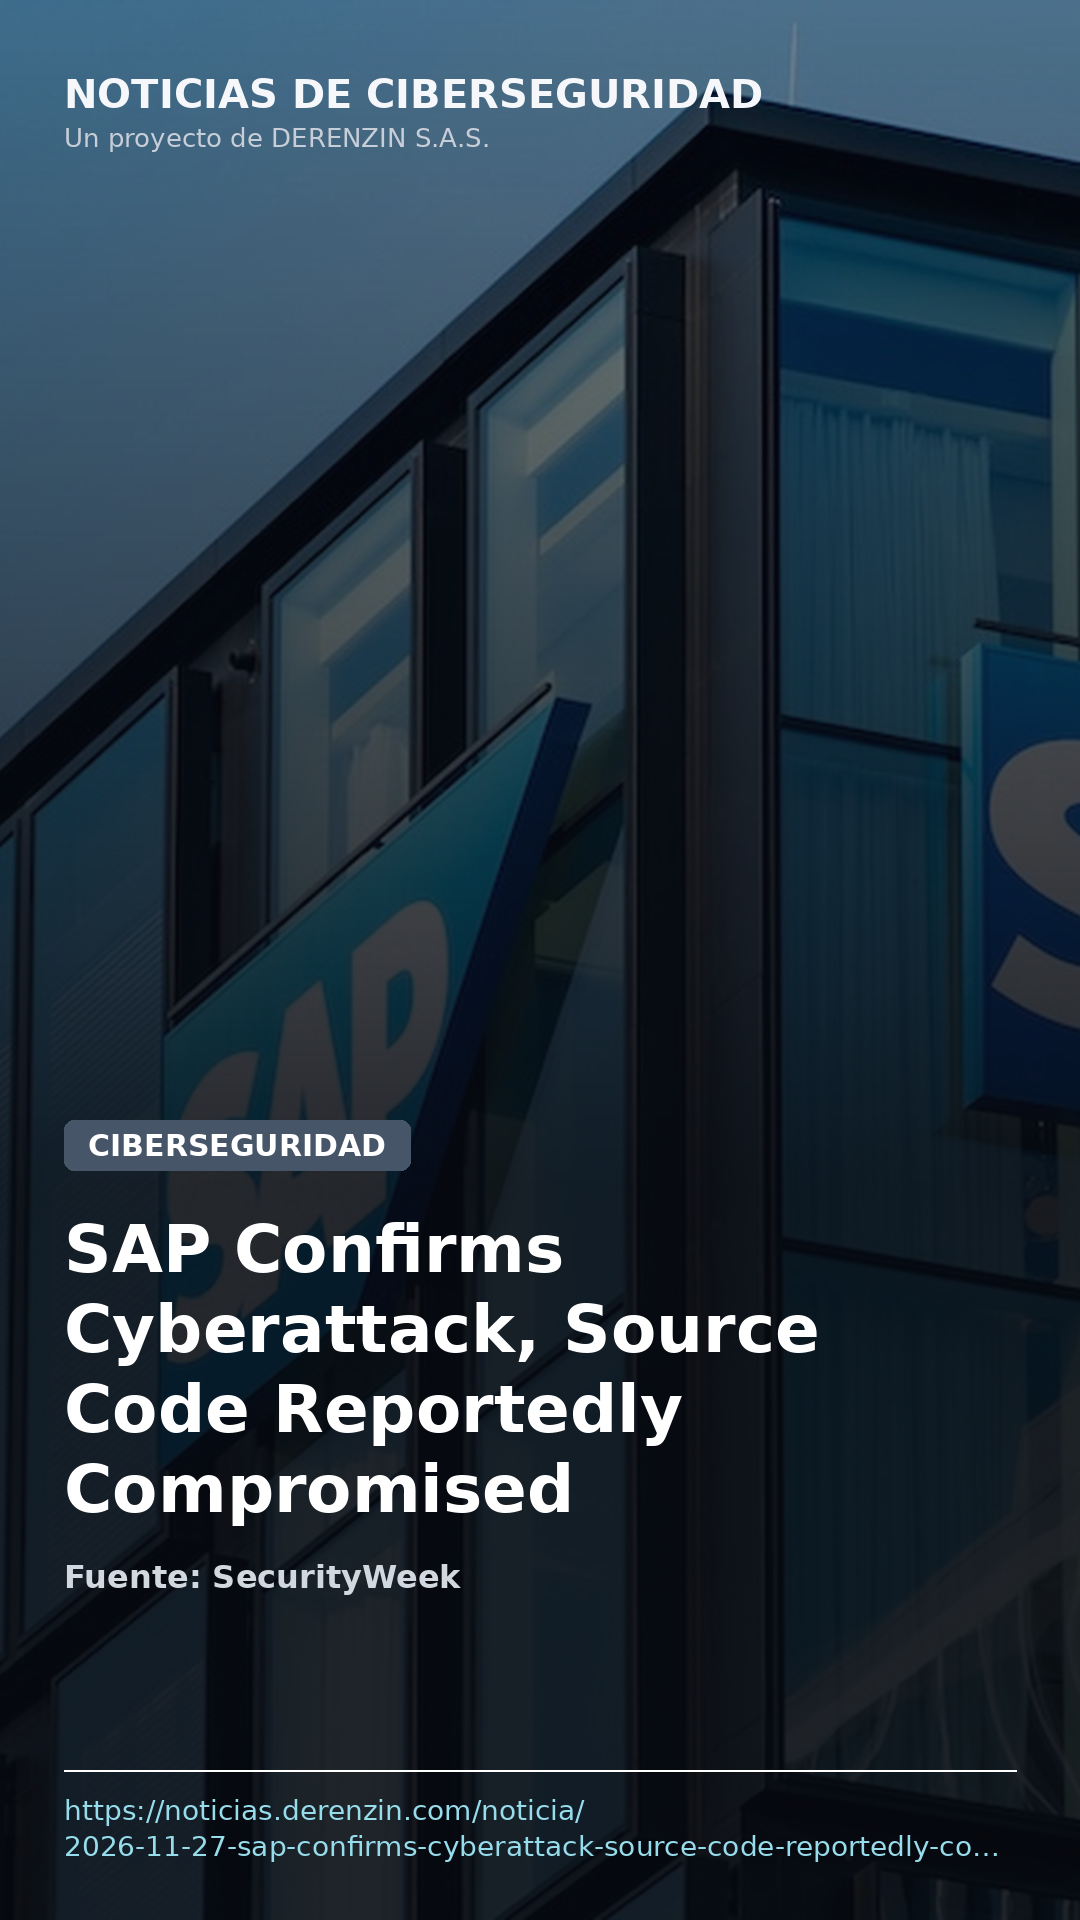 NOTICIAS DE CIBERSEGURIDAD
Un proyecto de DERENZIN S.A.S.
S
SAP
CIBERSEGURIDAD
SAP Confirms
Cyberattack, Source
Code Reportedly
Compromised
Fuente: SecurityWeek
https://noticias.derenzin.com/noticia/
2026-11-27-sap-confirms-cyberattack-source-code-reportedly-co...